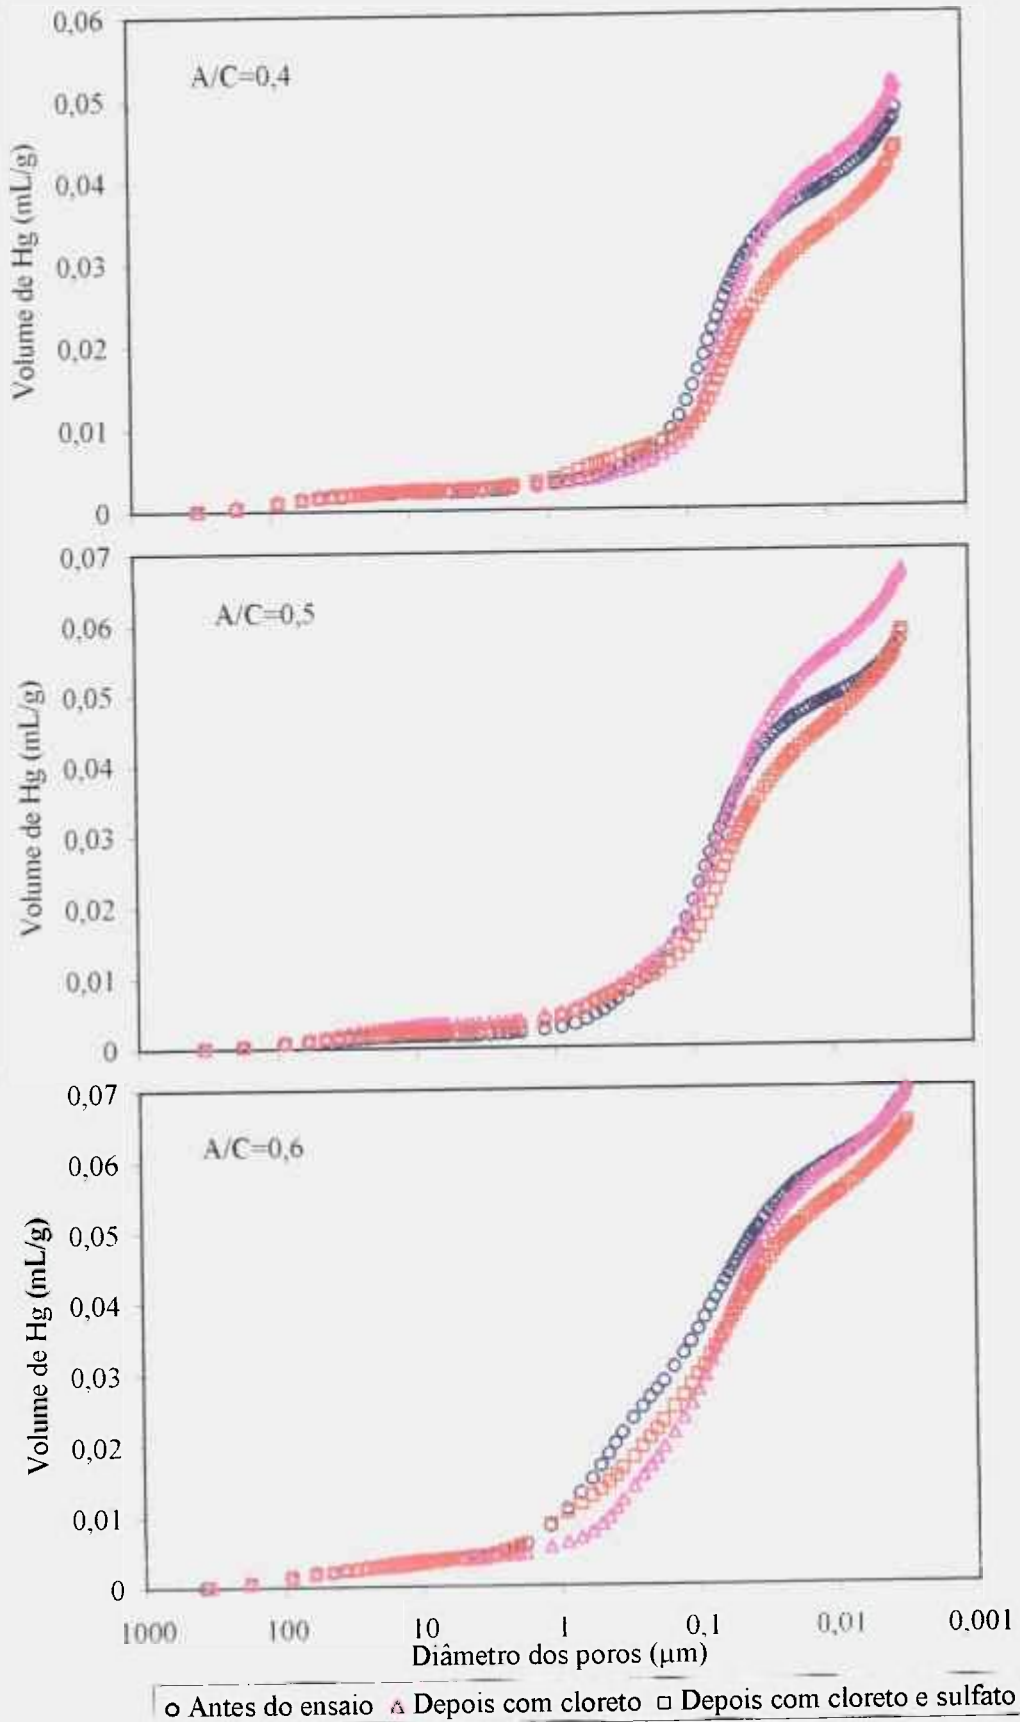 0,06
A/C=0,4
0,05
0,04
0,03
0,02
0,01
0
Volume de Hg (mL/g)
0,07
A/C=0,5
0,06
0,05
0,04
0,03
0,02
0,01
0
Volume de Hg (mL/g)
0,07
A/C=0,6
0,06
0,05
0,04
0,03
0,02
0,01
0
Volume de Hg (mL/g)
1000 100 10 1 0,1 0,01 0.001
Diâmetro dos poros (µm)
Antes do ensaio Depois com cloreto Depois com cloreto e sulfato